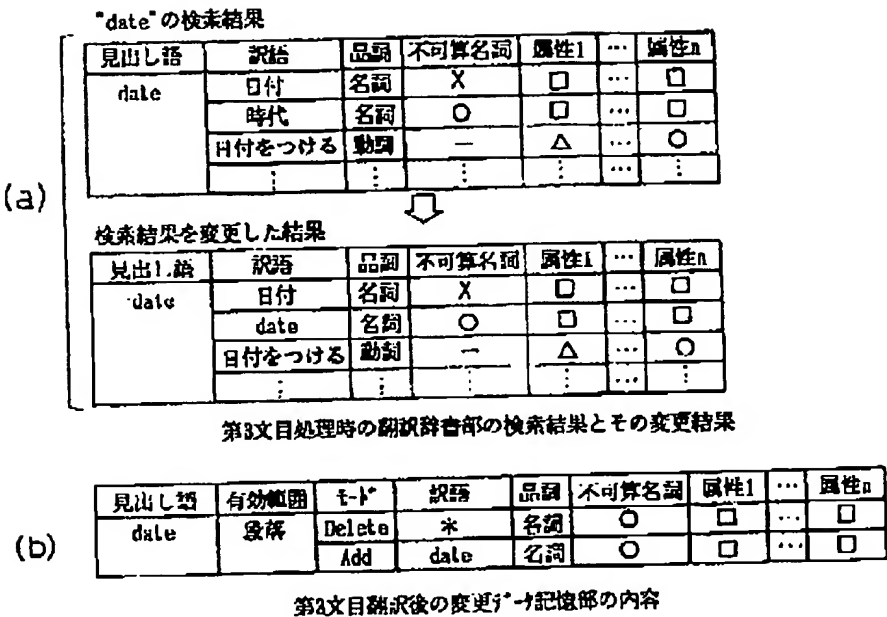 "date"の検索結果
見出し語 訳語 品詞 不可算名詞 属性1 … 属性n
date 日付 名詞 X □ … □
時代 名詞 O □ … □
日付をつける 動詞 — △ … ○
⋮ ⋮ ⋮ ⋮ … ⋮
(a)
検索結果を変更した結果
見出し語 訳語 品詞 不可算名詞 属性1 … 属性n
date 日付 名詞 X □ … □
date 名詞 ○ □ … □
日付をつける 動詞 — △ … ○
⋮ ⋮ ⋮ ⋮ … ⋮
第3文目処理時の翻訳辞書部の検索結果とその変更結果
見出し語 有効範囲 モード 訳語 品詞 不可算名詞 属性1 … 属性n
(b)
date 段落 Delete * 名詞 ○ □ … □
Add date 名詞 ○ □ … □
文目翻訳後の変更データ記憶部の内容